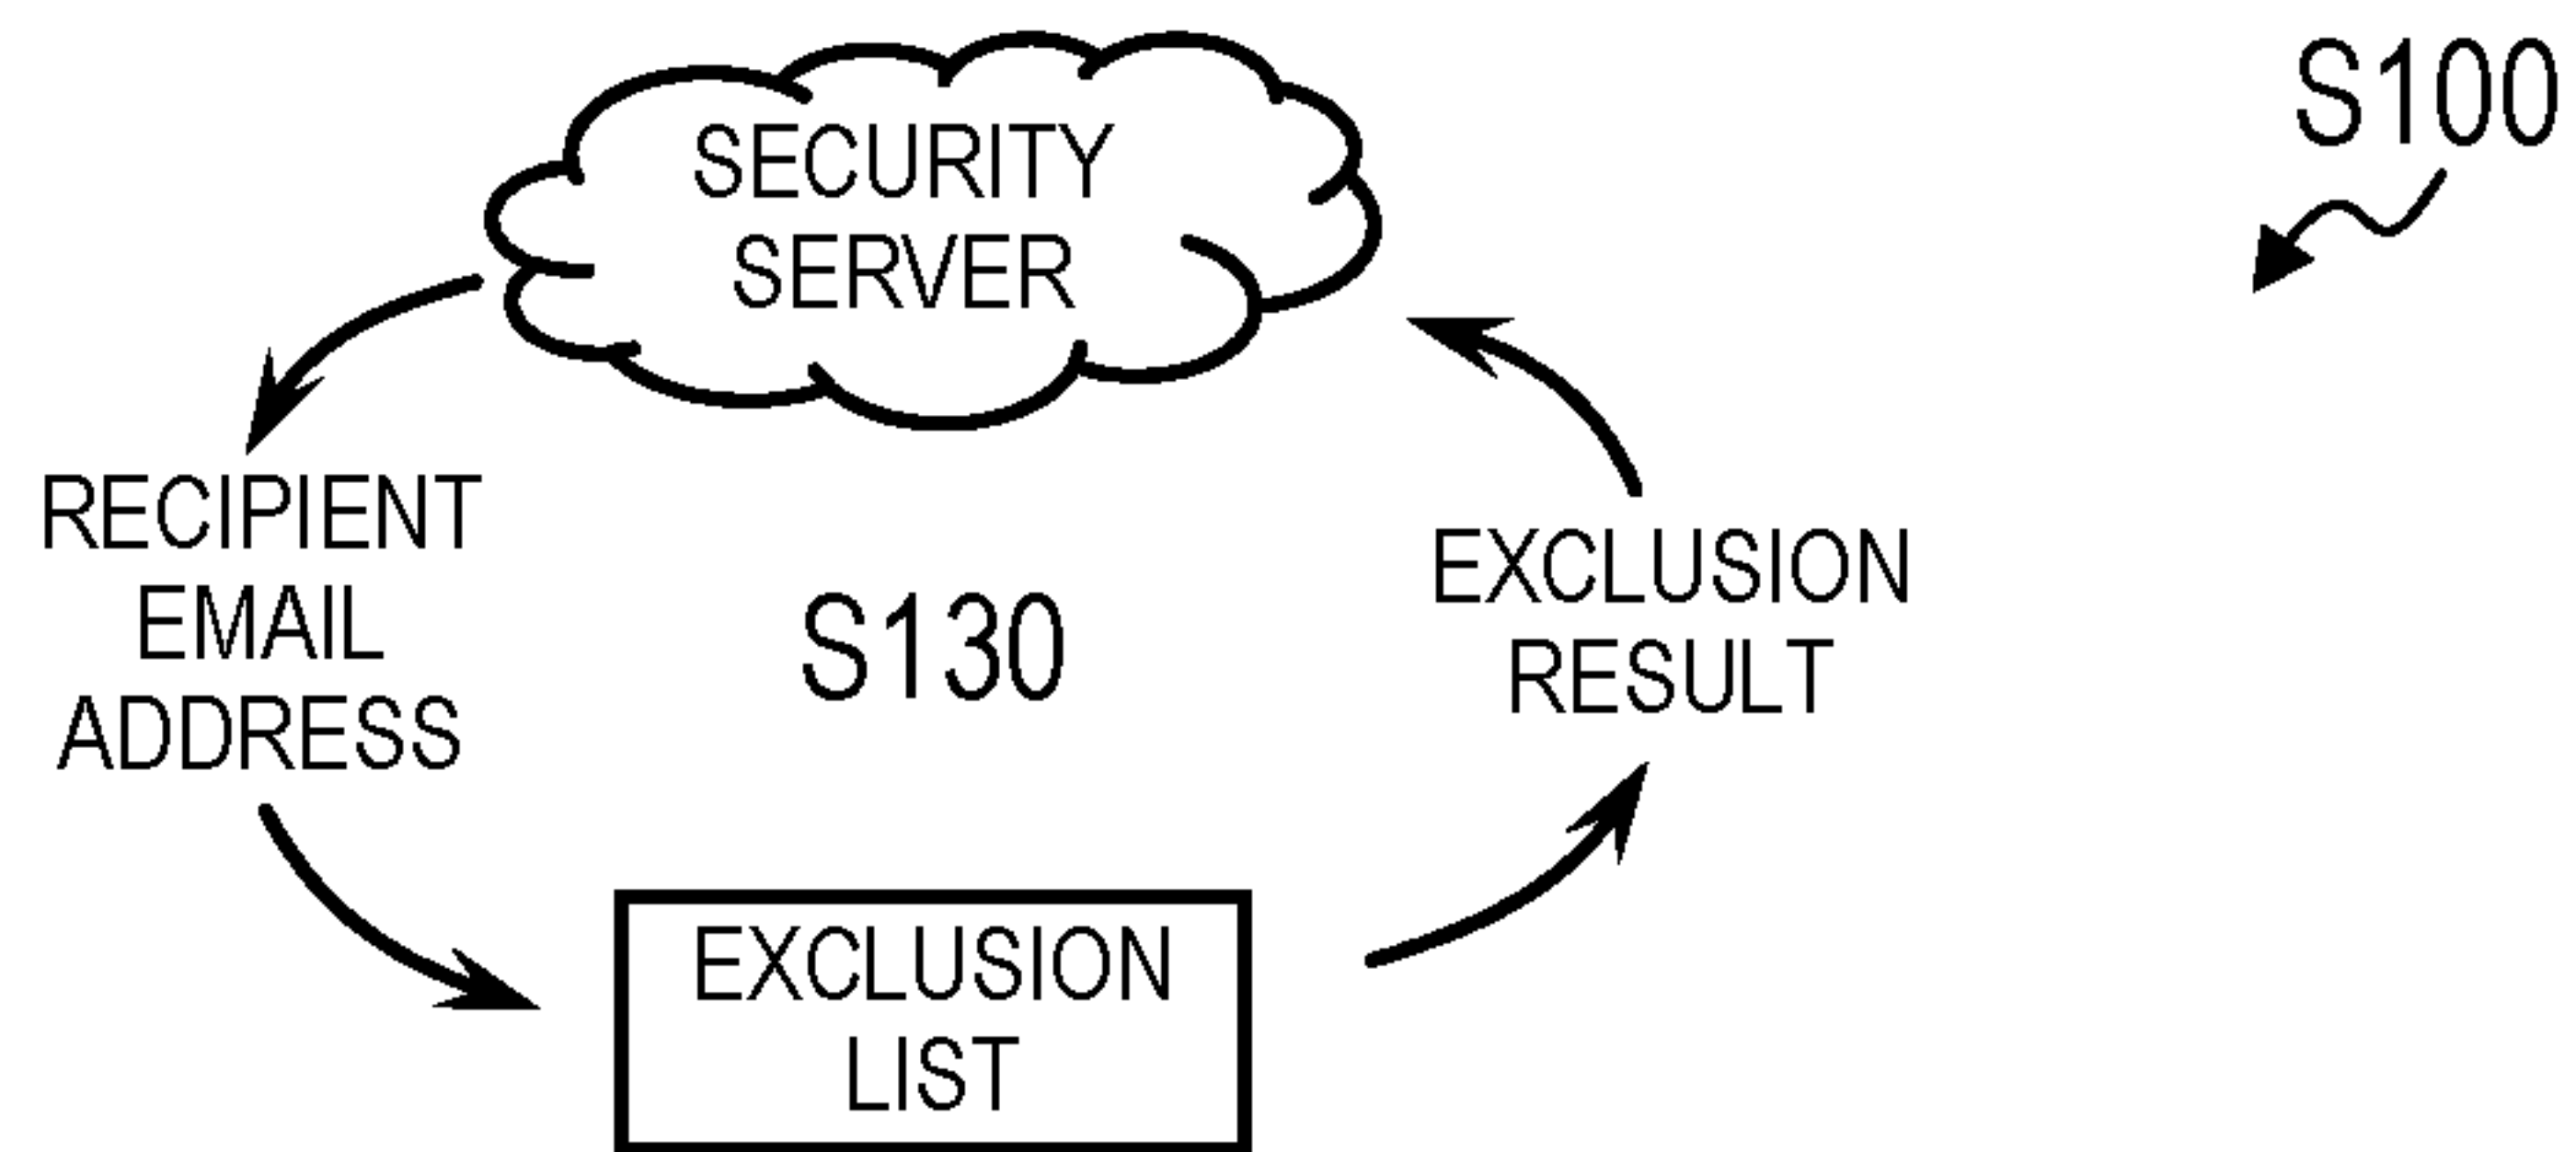 SECURITY
SERVER
S100
RECIPIENT
EMAIL
ADDRESS
S130
EXCLUSION
RESULT
EXCLUSION
LIST